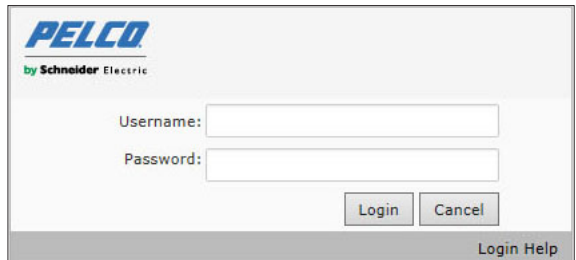 PELCO.
by Schneider Electric
Username:
Password:
Login Cancel
Login Help